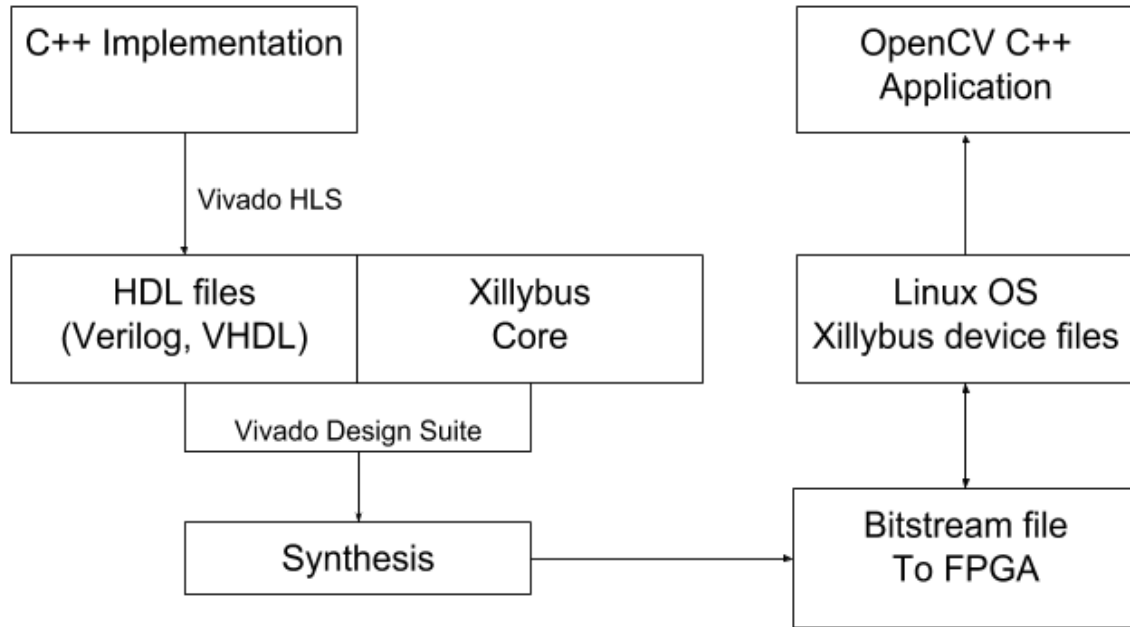 C++ Implementation
Vivado HLS
HDL files
(Verilog, VHDL)
Xillybus
Core
Vivado Design Suite
Synthesis
Bitstream file
To FPGA
Linux OS
Xillybus device files
OpenCV C++
Application